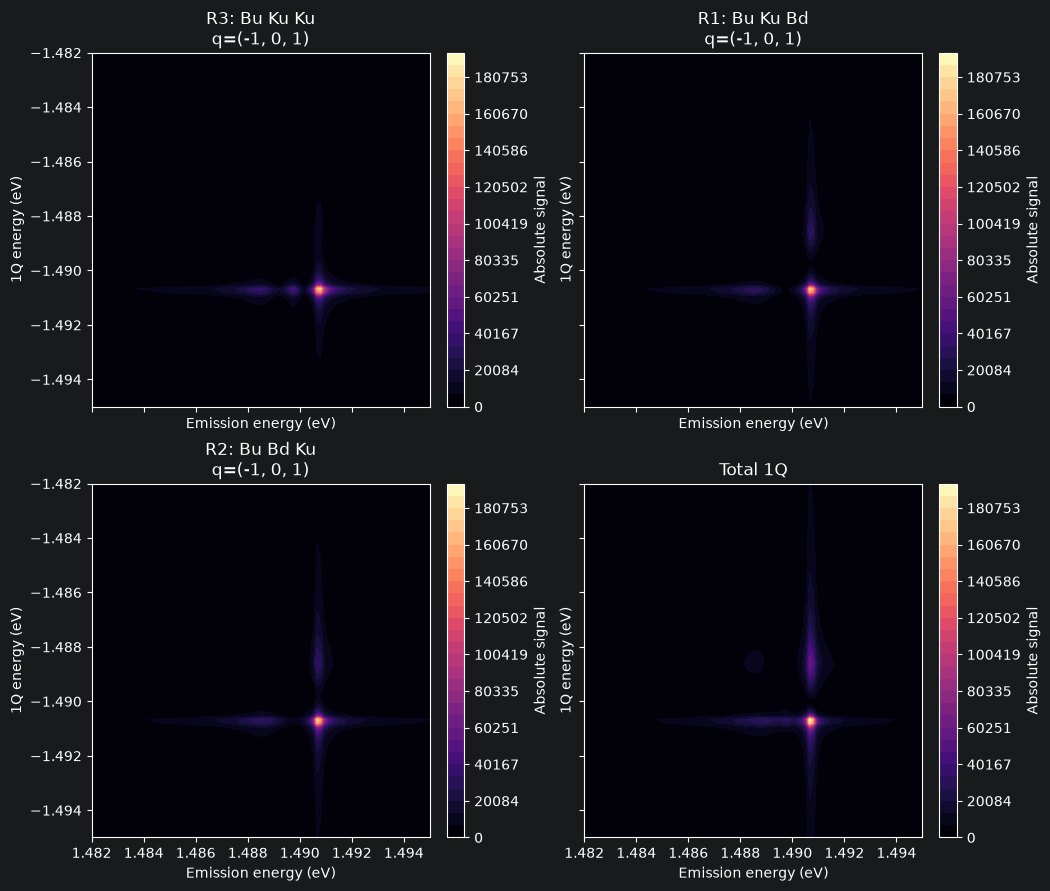 R3: Bu Ku Ku
q=(-1, 0, 1)
−1.482
−1.484
−1.486
−1.488
−1.490
−1.492
−1.494
1Q energy (eV)
Emission energy (eV)
180753
160670
140586
120502
100419
80335
60251
40167
20084
0
Absolute signal
R1: Bu Ku Bd
q=(-1, 0, 1)
1Q energy (eV)
Emission energy (eV)
180753
160670
140586
120502
100419
80335
60251
40167
20084
0
Absolute signal
R2: Bu Bd Ku
q=(-1, 0, 1)
−1.482
−1.484
−1.486
−1.488
−1.490
−1.492
−1.494
1Q energy (eV)
1.482 1.484 1.486 1.488 1.490 1.492 1.494
Emission energy (eV)
180753
160670
140586
120502
100419
80335
60251
40167
20084
0
Absolute signal
Total 1Q
1Q energy (eV)
1.482 1.484 1.486 1.488 1.490 1.492 1.494
Emission energy (eV)
180753
160670
140586
120502
100419
80335
60251
40167
20084
0
Absolute signal